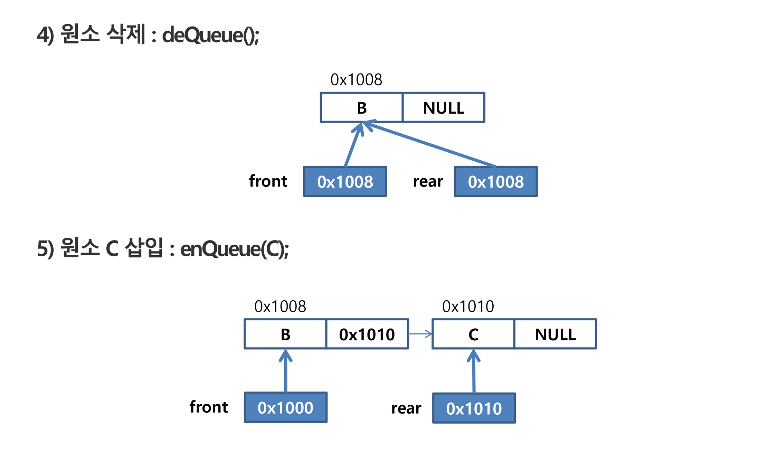 4) 원소 삭제 : deQueue();
0x1008
B NULL
front 0x1008 rear 0x1008
5) 원소 C 삽입 : enQueue(C);
0x1008 0x1010
B 0x1010 C NULL
front 0x1000 rear 0x1010